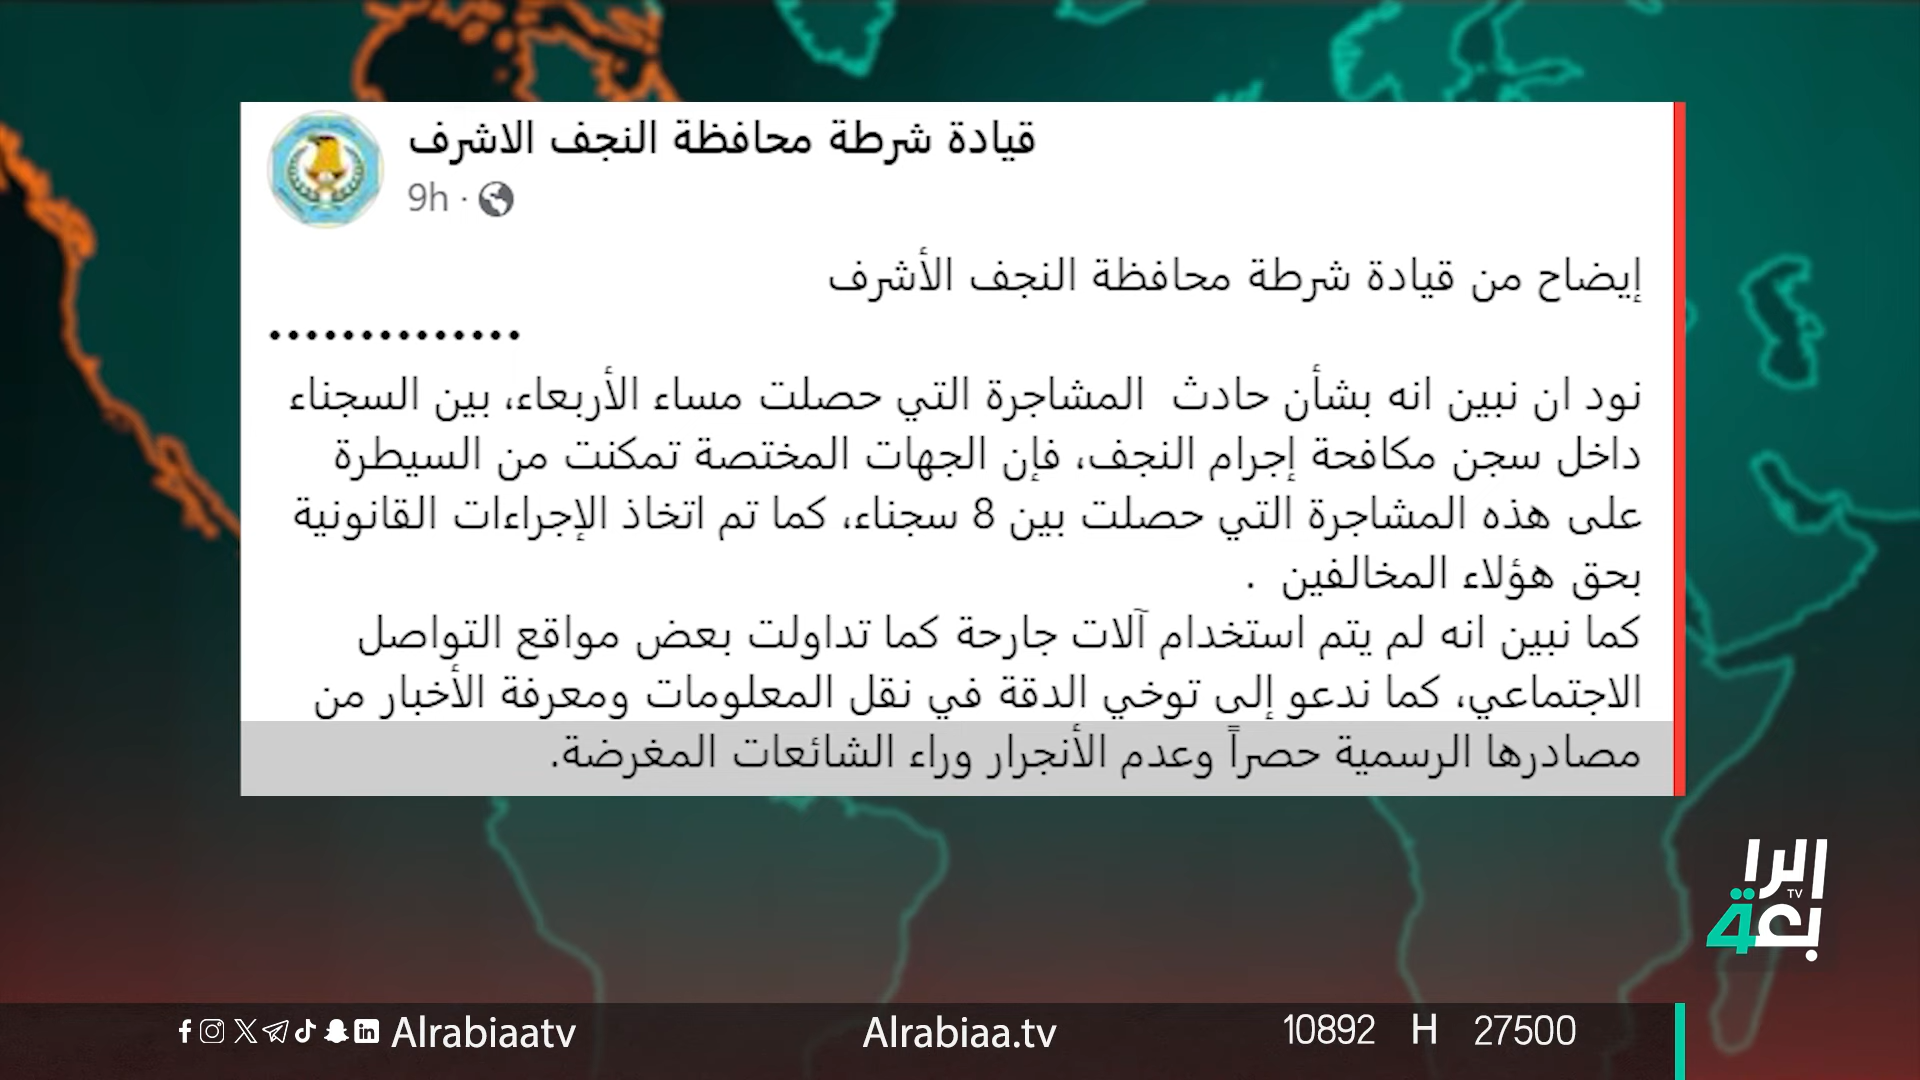 قيادة شرطة محافظة النجف الاشرف
9h ·
إيضاح من قيادة شرطة محافظة النجف الأشرف
••••••••••••••
نود ان نبين انه بشأن حادث المشاجرة التي حصلت مساء الأربعاء، بين السجناء
داخل سجن مكافحة إجرام النجف، فإن الجهات المختصة تمكنت من السيطرة
على هذه المشاجرة التي حصلت بين 8 سجناء، كما تم اتخاذ الإجراءات القانونية
بحق هؤلاء المخالفين .
كما نبين انه لم يتم استخدام آلات جارحة كما تداولت بعض مواقع التواصل
الاجتماعي، كما ندعو إلى توخي الدقة في نقل المعلومات ومعرفة الأخبار من
مصادرها الرسمية حصراً وعدم الأنجرار وراء الشائعات المغرضة.
الرا
TV
بعة
Alrabiaatv Alrabiaa.tv 10892 H 27500